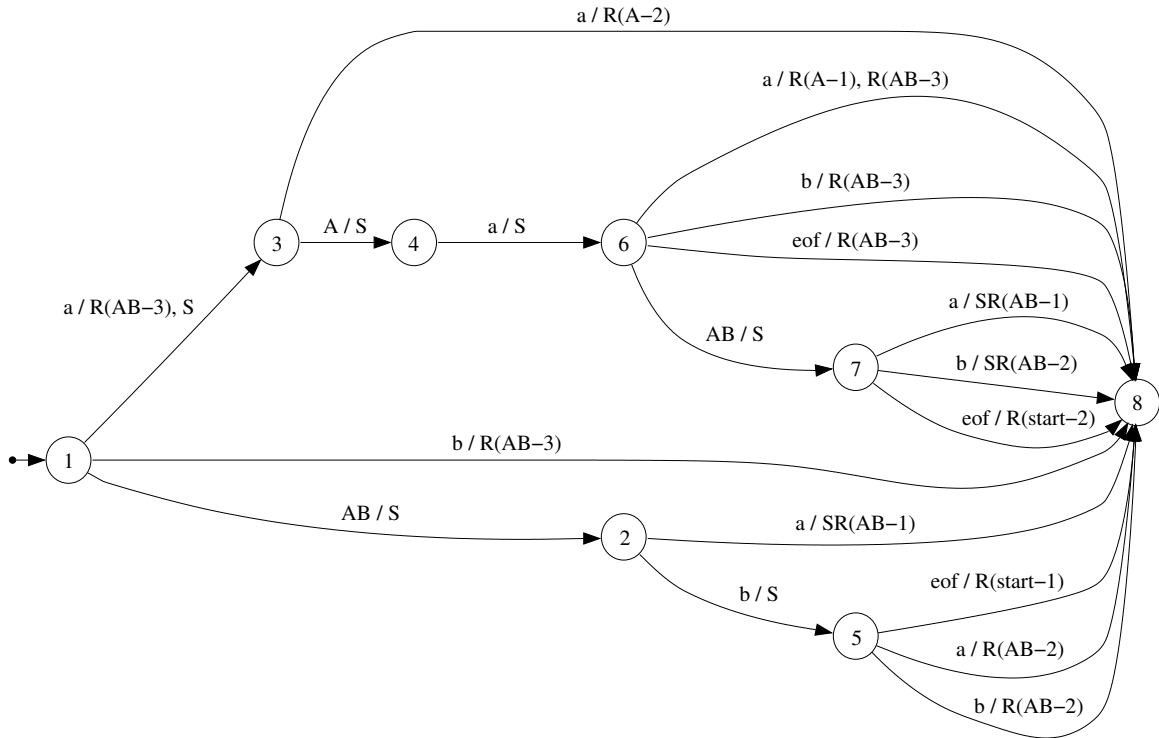 a / R(A−2)
a / R(A−1), R(AB−3)
b / R(AB−3)
A / S
a / S
eof / R(AB−3)
3
4
6
a / R(AB−3), S
a / SR(AB−1)
AB / S
b / SR(AB−2)
7
8
eof / R(start−2)
b / R(AB−3)
1
AB / S
a / SR(AB−1)
2
eof / R(start−1)
b / S
5
a / R(AB−2)
b / R(AB−2)